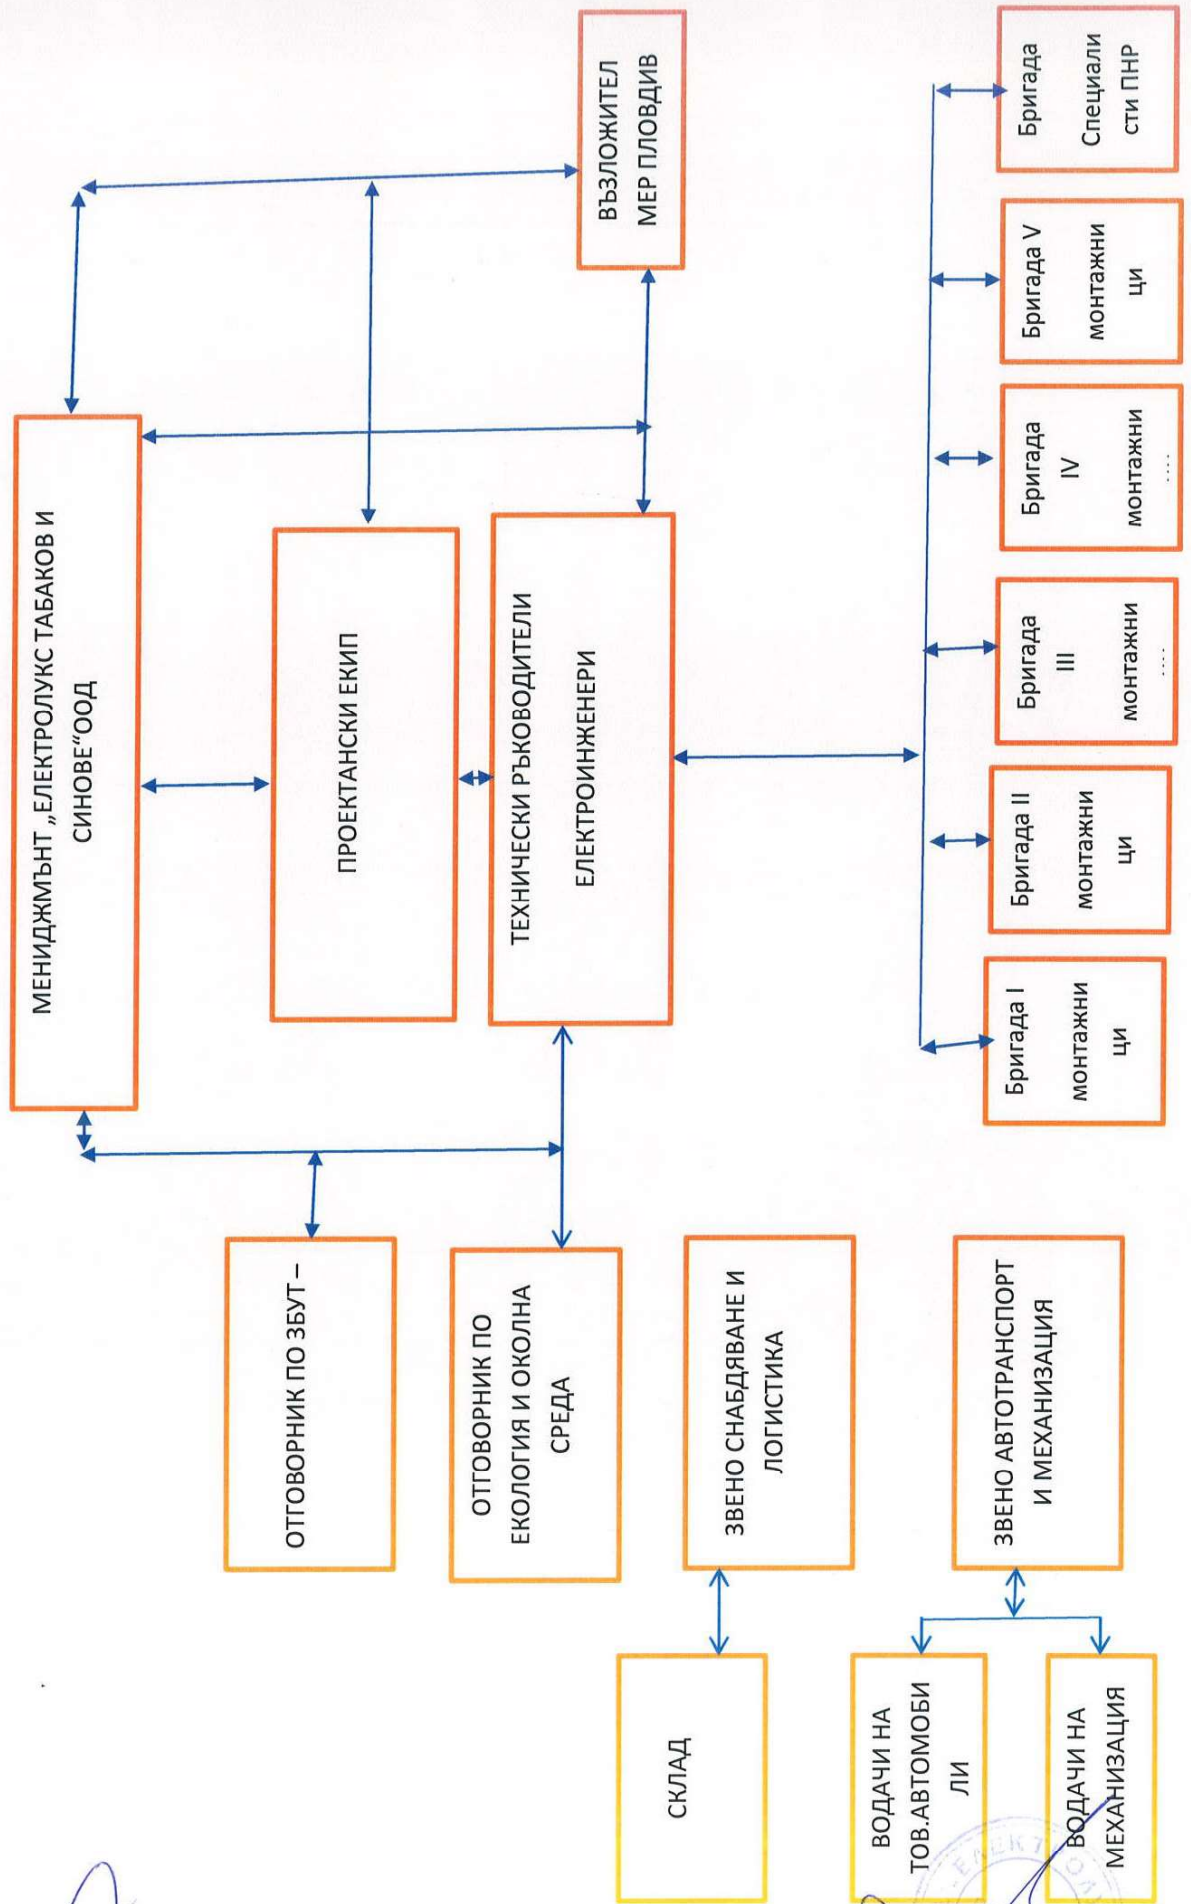 МЕНИДЖМЪНТ „ЕЛЕКТРОЛУКС ТАБАКОВ И
СИНОВЕ“ООД
ПРОЕКТАНСКИ ЕКИП
ТЕХНИЧЕСКИ РЪКОВОДИТЕЛИ
ЕЛЕКТРОИНЖЕНЕРИ
ВЪЗЛОЖИТЕЛ
МЕР ПЛОВДИВ
ОТГОВОРНИК ПО ЗБУТ –
ОТГОВОРНИК ПО
ЕКОЛОГИЯ И ОКОЛНА
СРЕДА
ЗВЕНО СНАБДЯВАНЕ И
ЛОГИСТИКА
ЗВЕНО АВТОТРАНСПОРТ
И МЕХАНИЗАЦИЯ
СКЛАД
ВОДАЧИ НА
ТОВ.АВТОМОБИ
ЛИ
ВОДАЧИ НА
МЕХАНИЗАЦИЯ
Бригада I
монтажни
ци
Бригада II
монтажни
ци
Бригада
III
монтажни
....
Бригада
IV
монтажни
....
Бригада V
монтажни
ци
Бригада
Специали
сти ПНР